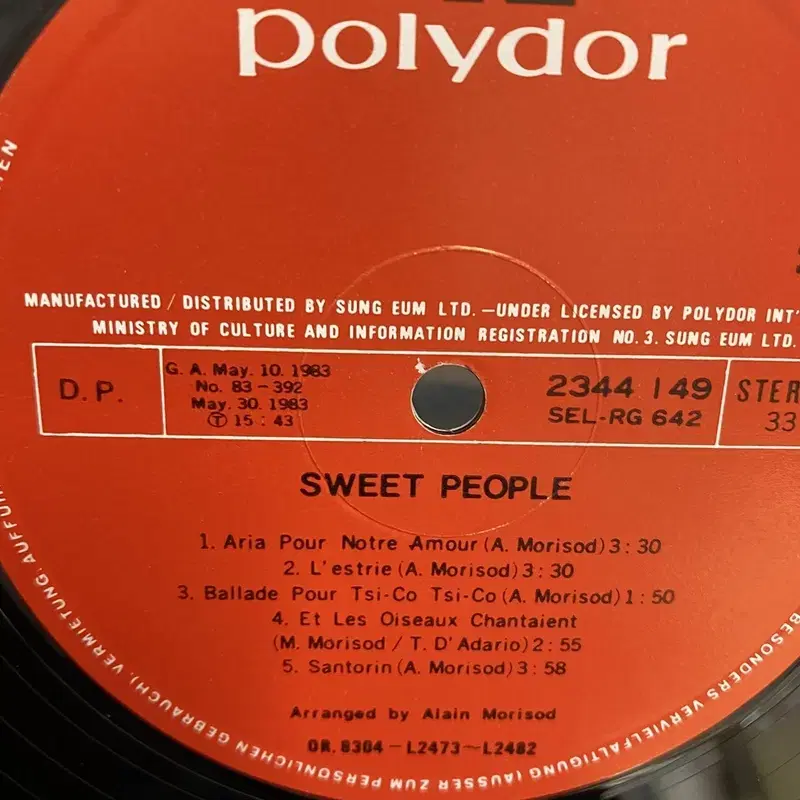 polydor
MANUFACTURED / DISTRIBUTED BY SUNG EUM LTD. —UNDER LICENSED BY POLYDOR INT'
MINISTRY OF CULTURE AND INFORMATION REGISTRATION NO. 3. SUNG EUM LTD.
D. P.
G. A. May. 10. 1983
No. 83 - 392
May. 30. 1983
Ⓣ 15 : 43
2344 149
SEL-RG 642
STER
33
SWEET PEOPLE
1. Aria Pour Notre Amour (A. Morisod) 3 : 30
2. L'estrie (A. Morisod) 3 : 30
3. Ballade Pour Tsi-Co Tsi-Co (A. Morisod) 1 : 50
4. Et Les Oiseaux Chantaient
(M. Morisod / T. D'Adario) 2 : 55
5. Santorin (A. Morisod) 3 : 58
Arranged by Alain Morisod
OR. 8304 - L2473~L2482
BESONDERS VERVIELFALTIGUNG (AUSSER ZUM PERSONLICHEN GEBRAUCH), VERMIETUNG, AUFFUH